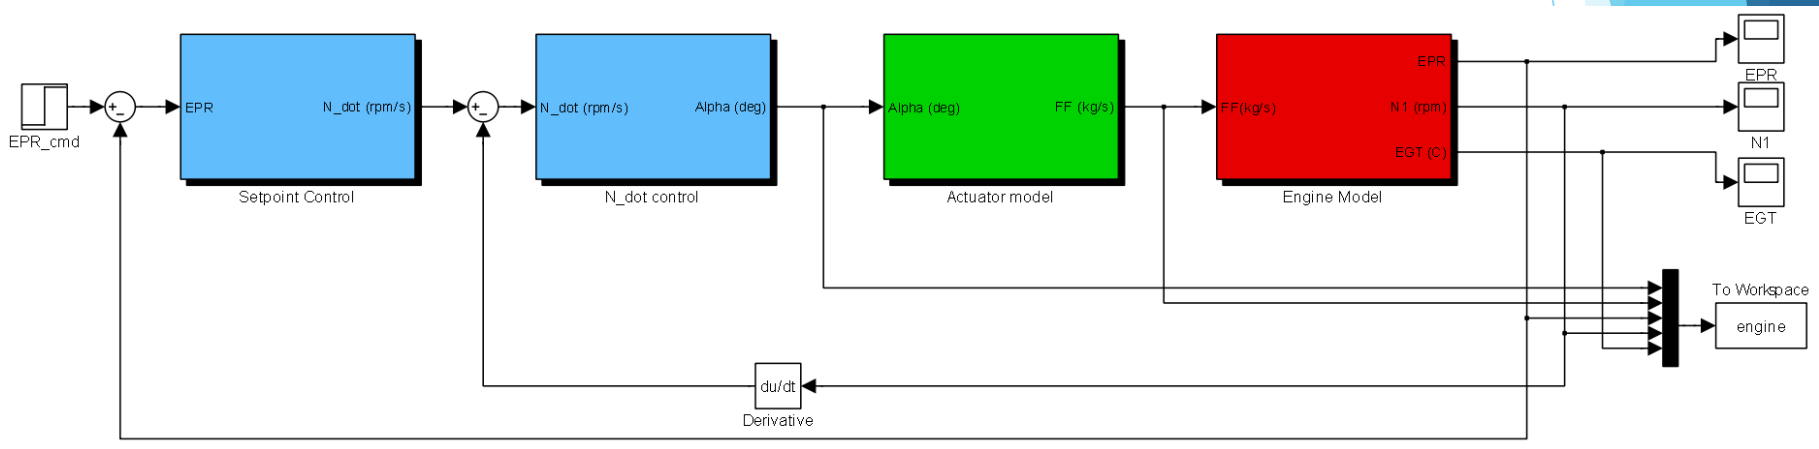 EPR_cmd
+
−
EPR
N_dot (rpm/s)
Setpoint Control
+
−
N_dot (rpm/s)
Alpha (deg)
N_dot control
Alpha (deg)
FF (kg/s)
Actuator model
FF(kg/s)
EPR
N1 (rpm)
EGT (C)
Engine Model
EPR
N1
EGT
To Workspace
engine
du/dt
Derivative